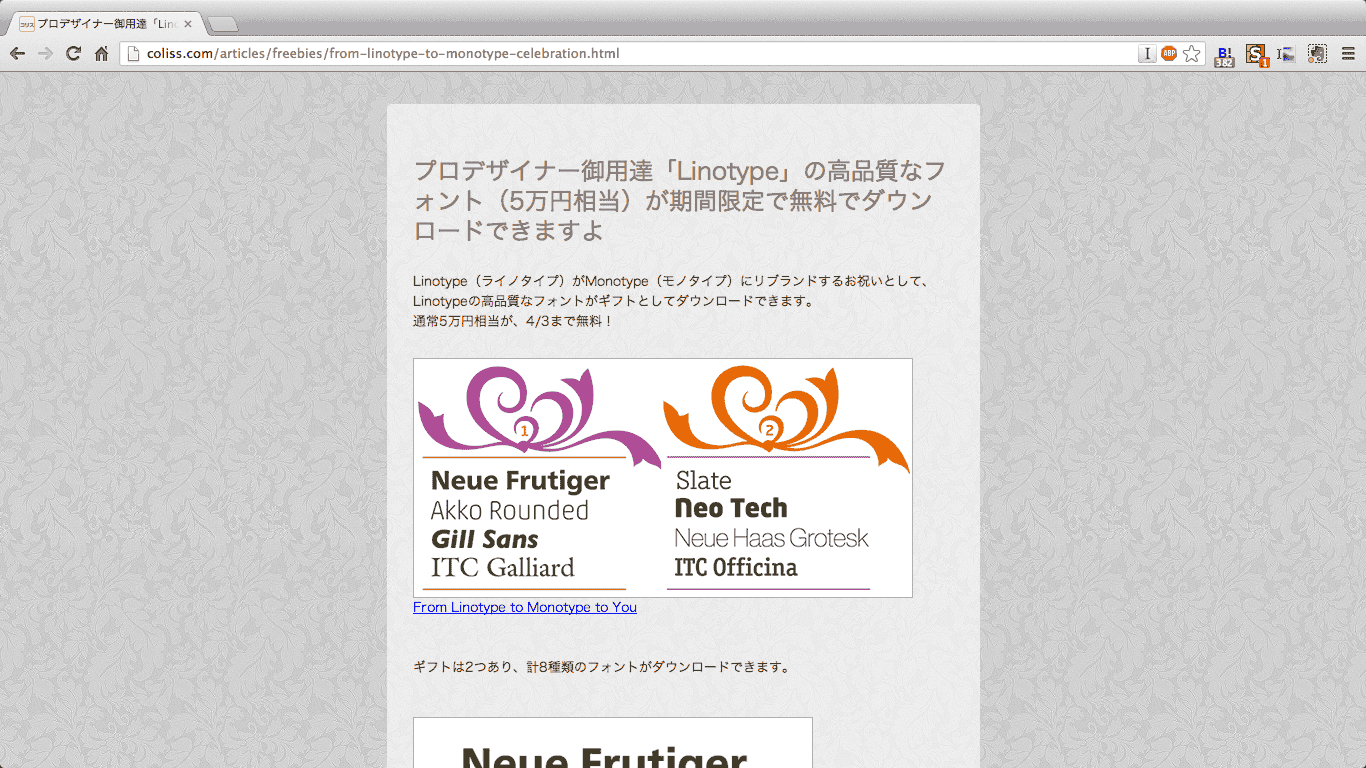 プロデザイナー御用達「Lin
coliss.com/articles/freebies/from-linotype-to-monotype-celebration.html
ABP
B!
382
S
1
プロデザイナー御用達「Linotype」の高品質なフ
ォント（5万円相当）が期間限定で無料でダウン
ロードできますよ
Linotype（ライノタイプ）がMonotype（モノタイプ）にリブランドするお祝いとして、
Linotypeの高品質なフォントがギフトとしてダウンロードできます。
通常5万円相当が、4/3まで無料！
1
Neue Frutiger
Akko Rounded
Gill Sans
ITC Galliard
2
Slate
Neo Tech
Neue Haas Grotesk
ITC Officina
From Linotype to Monotype to You
ギフトは2つあり、計8種類のフォントがダウンロードできます。
Neue Frutiger